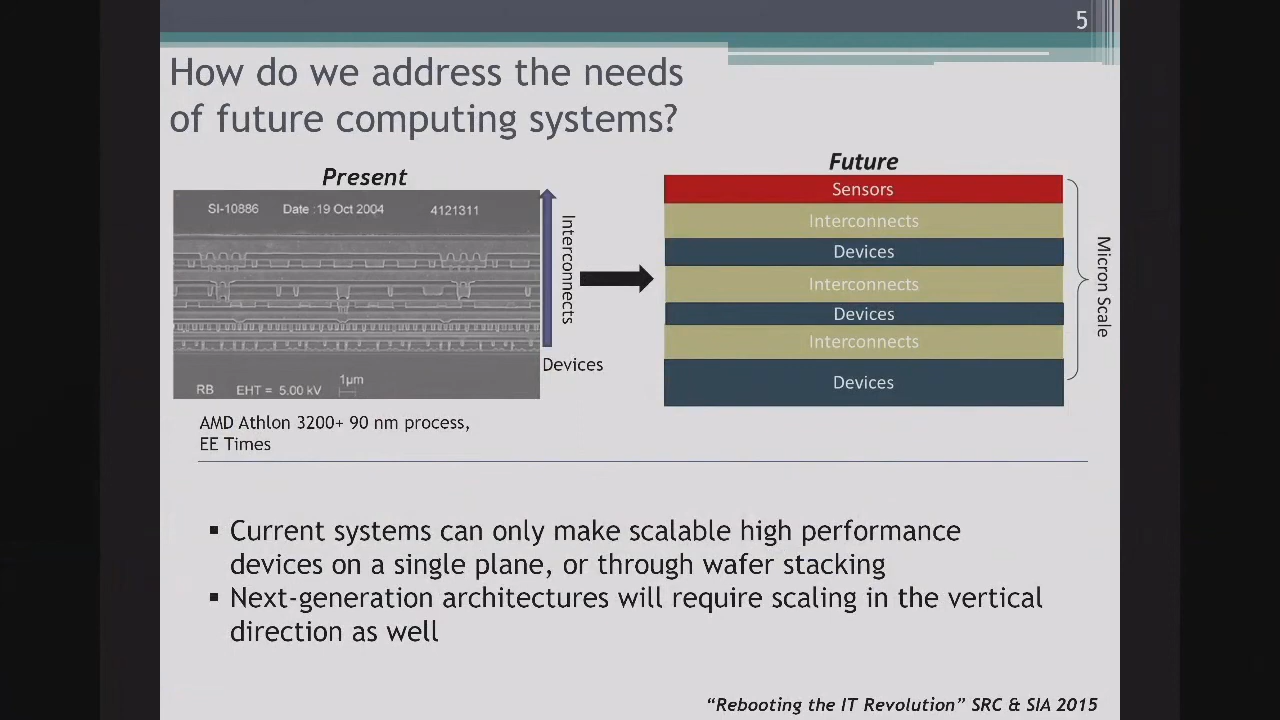 5
How do we address the needs
of future computing systems?
Present
SI-10886 Date :19 Oct 2004 4121311
RB EHT = 5.00 kV 1µm
Interconnects
Devices
AMD Athlon 3200+ 90 nm process,
EE Times
Future
Sensors
Interconnects
Devices
Interconnects
Devices
Interconnects
Devices
Micron Scale
▪ Current systems can only make scalable high performance
devices on a single plane, or through wafer stacking
▪ Next-generation architectures will require scaling in the vertical
direction as well
“Rebooting the IT Revolution” SRC & SIA 2015